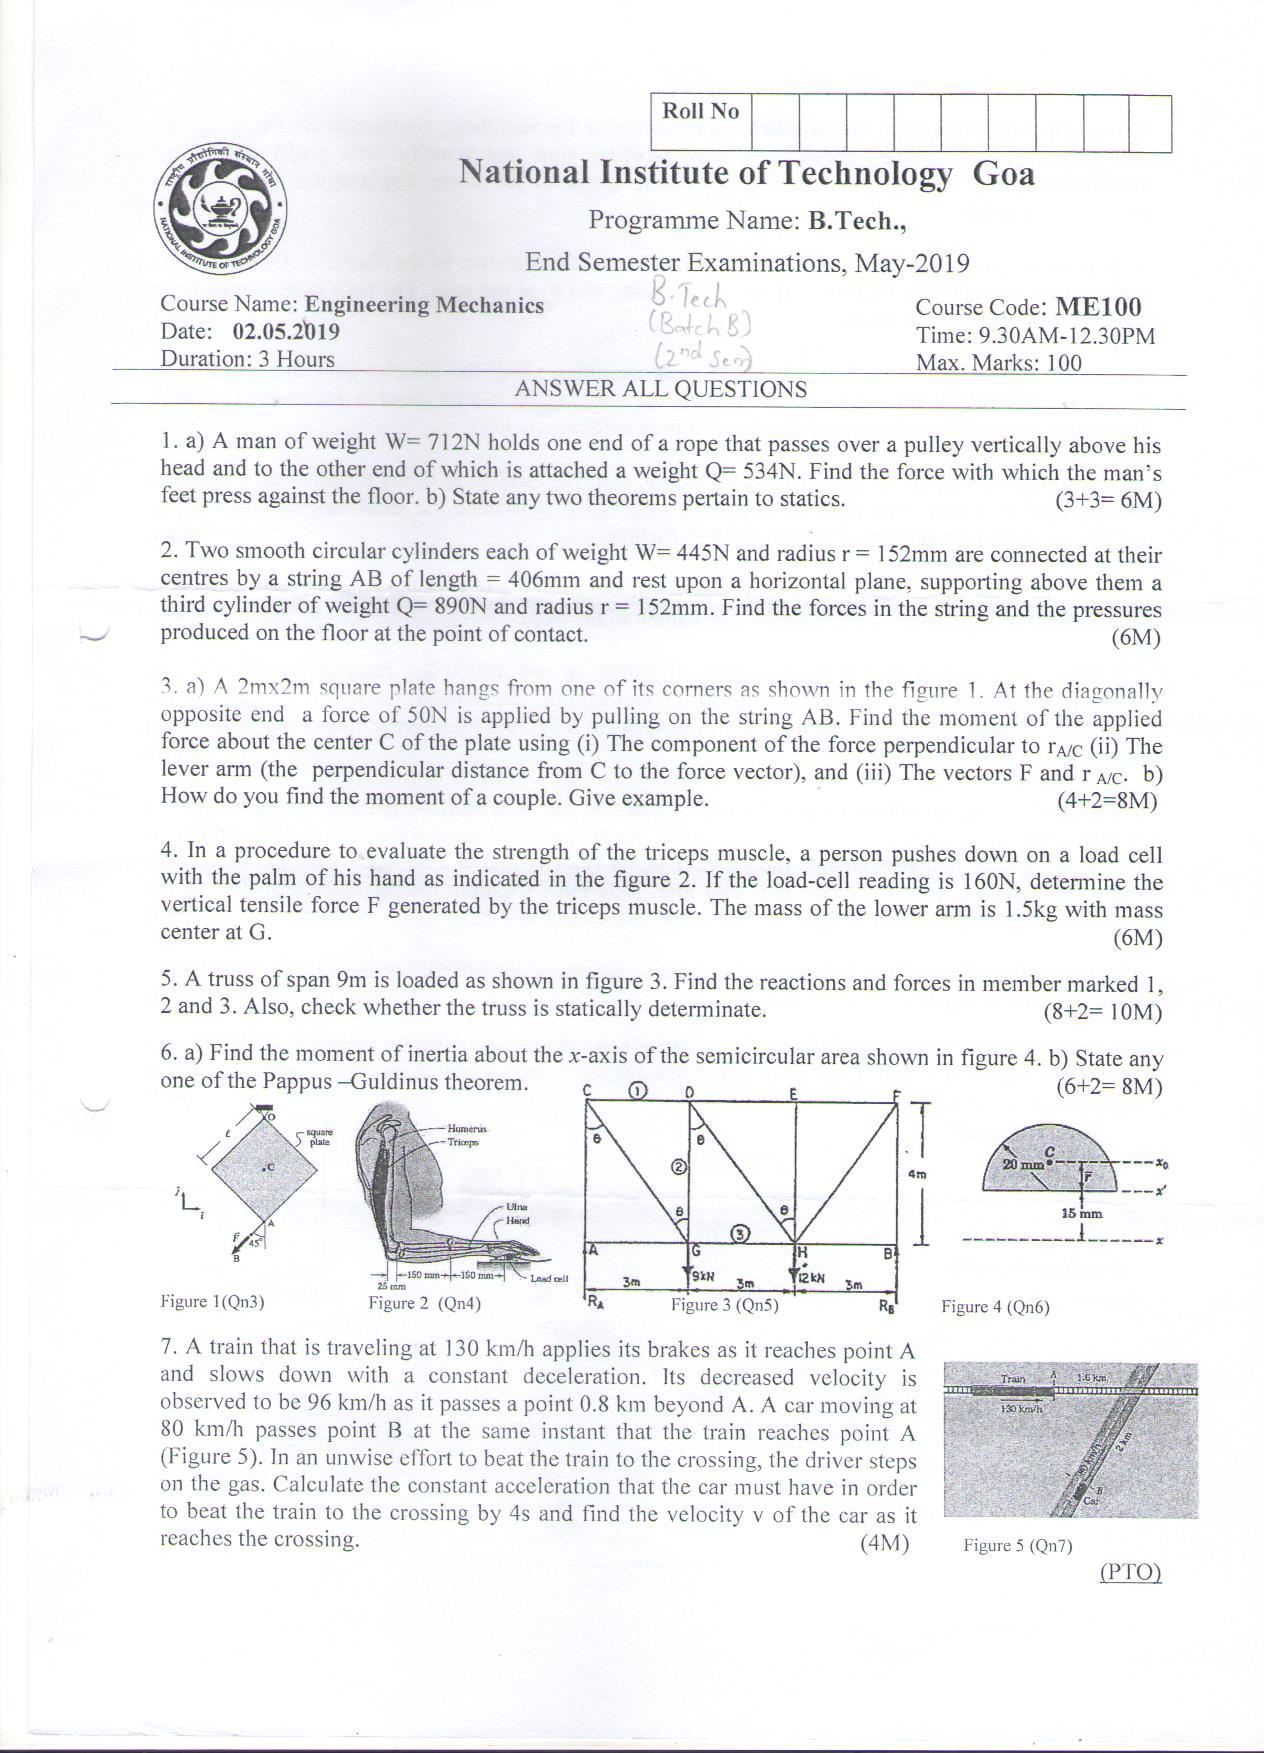 Roll No
National Institute of Technology Goa
Programme Name: B.Tech.,
End Semester Examinations, May-2019
राष्ट्रीय प्रौद्योगिकी संस्थान गोवा
NATIONAL INSTITUTE OF TECHNOLOGY GOA
Course Name: Engineering Mechanics
B.Tech
Course Code: ME100
Date: 02.05.2019
(Batch B)
Time: 9.30AM-12.30PM
Duration: 3 Hours
(2nd Sem)
Max. Marks: 100
ANSWER ALL QUESTIONS
1. a) A man of weight W= 712N holds one end of a rope that passes over a pulley vertically above his
head and to the other end of which is attached a weight Q= 534N. Find the force with which the man's
feet press against the floor. b) State any two theorems pertain to statics. (3+3= 6M)
2. Two smooth circular cylinders each of weight W= 445N and radius r = 152mm are connected at their
centres by a string AB of length = 406mm and rest upon a horizontal plane, supporting above them a
third cylinder of weight Q= 890N and radius r = 152mm. Find the forces in the string and the pressures
produced on the floor at the point of contact. (6M)
3. a) A 2mx2m square plate hangs from one of its corners as shown in the figure 1. At the diagonally
opposite end a force of 50N is applied by pulling on the string AB. Find the moment of the applied
force about the center C of the plate using (i) The component of the force perpendicular to rA/C (ii) The
lever arm (the perpendicular distance from C to the force vector), and (iii) The vectors F and r A/C. b)
How do you find the moment of a couple. Give example. (4+2=8M)
4. In a procedure to evaluate the strength of the triceps muscle, a person pushes down on a load cell
with the palm of his hand as indicated in the figure 2. If the load-cell reading is 160N, determine the
vertical tensile force F generated by the triceps muscle. The mass of the lower arm is 1.5kg with mass
center at G. (6M)
5. A truss of span 9m is loaded as shown in figure 3. Find the reactions and forces in member marked 1,
2 and 3. Also, check whether the truss is statically determinate. (8+2= 10M)
6. a) Find the moment of inertia about the x-axis of the semicircular area shown in figure 4. b) State any
one of the Pappus –Guldinus theorem. (6+2= 8M)
O
square
plate
C
A
45°
F
B
j
i
Humerus
Triceps
Ulna
Hand
150 mm
150 mm
25 mm
Load cell
C 1 D E F
θ θ
2
4m
θ θ
3
A G H B
9kN 12kN
3m 3m 3m
RA RB
C
20 mm
r
x0
x'
15 mm
x
Figure 1(Qn3)
Figure 2 (Qn4)
Figure 3 (Qn5)
Figure 4 (Qn6)
7. A train that is traveling at 130 km/h applies its brakes as it reaches point A
and slows down with a constant deceleration. Its decreased velocity is
observed to be 96 km/h as it passes a point 0.8 km beyond A. A car moving at
80 km/h passes point B at the same instant that the train reaches point A
(Figure 5). In an unwise effort to beat the train to the crossing, the driver steps
on the gas. Calculate the constant acceleration that the car must have in order
to beat the train to the crossing by 4s and find the velocity v of the car as it
reaches the crossing. (4M)
Train
A
1.6 km
130 km/h
80 km/h
2 km
B
Car
Figure 5 (Qn7)
(PTO)